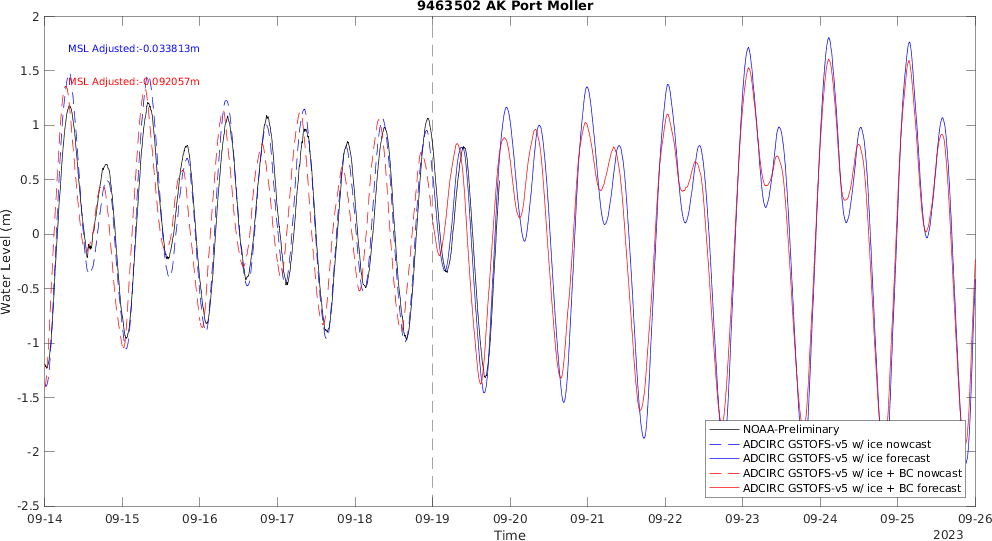 9463502 AK Port Moller
MSL Adjusted:-0.033813m
MSL Adjusted:-0.092057m
Water Level (m)
2
1.5
1
0.5
0
-0.5
-1
-1.5
-2
-2.5
NOAA-Preliminary
ADCIRC GSTOFS-v5 w/ ice nowcast
ADCIRC GSTOFS-v5 w/ ice forecast
ADCIRC GSTOFS-v5 w/ ice + BC nowcast
ADCIRC GSTOFS-v5 w/ ice + BC forecast
09-14 09-15 09-16 09-17 09-18 09-19 09-20 09-21 09-22 09-23 09-24 09-25 09-26
Time
2023